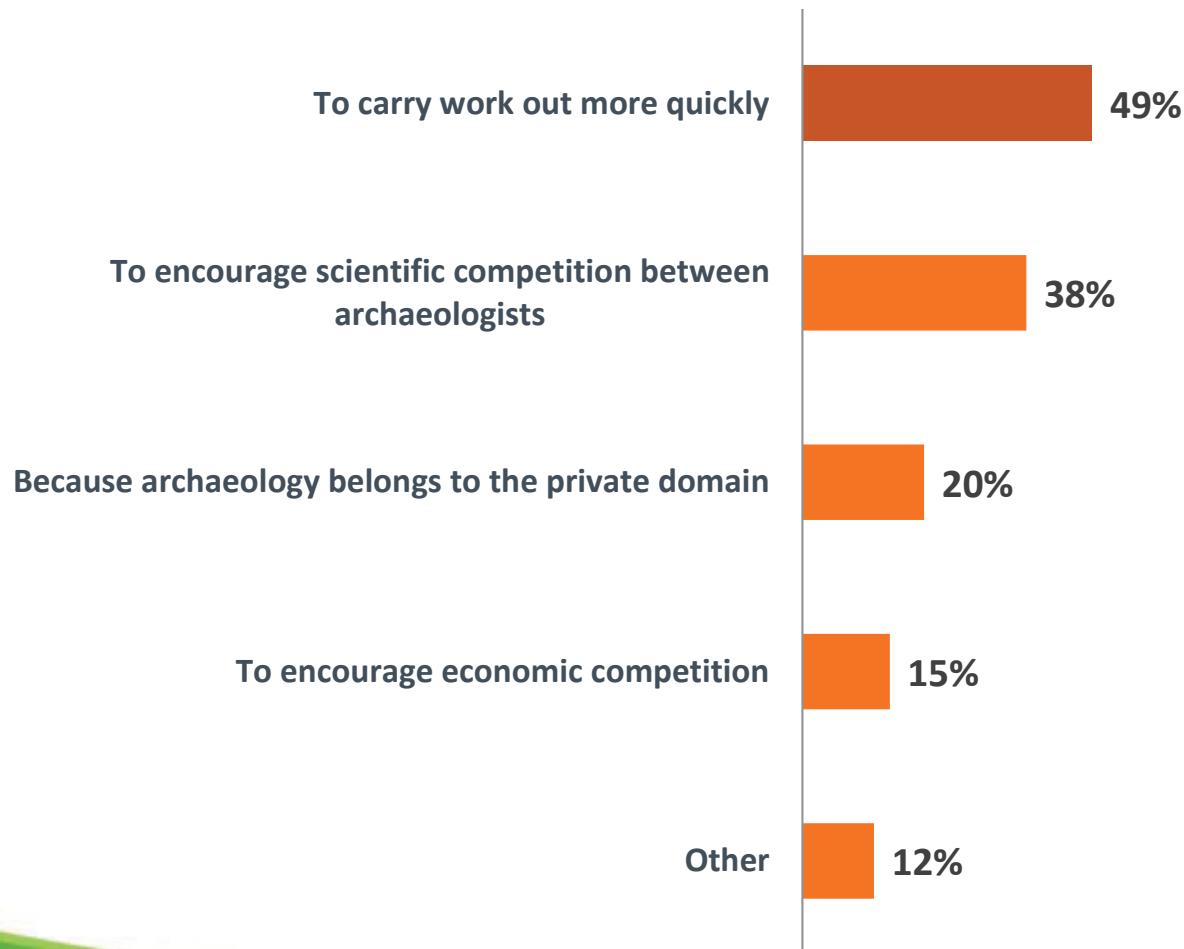 To carry work out more quickly
49%
To encourage scientific competition between
archaeologists
38%
Because archaeology belongs to the private domain
20%
To encourage economic competition
15%
Other
12%